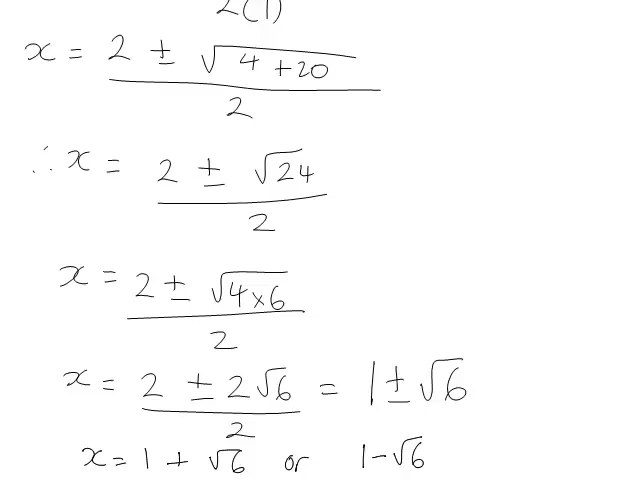 2(1)
x = 2 ± √4+20 / 2
∴ x = 2 ± √24 / 2
x = 2 ± √4×6 / 2
x = 2 ± 2√6 / 2 = 1 ± √6
x = 1 + √6 or 1-√6